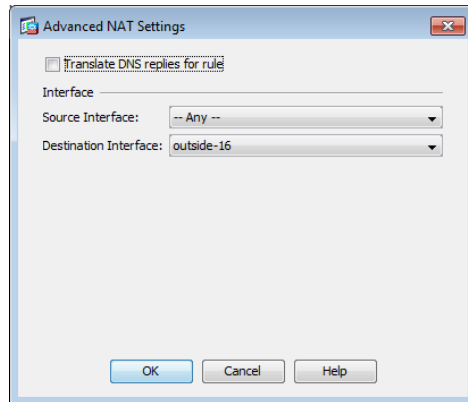 Advanced NAT Settings
Translate DNS replies for rule
Interface
Source Interface: -- Any --
Destination Interface: outside-16
OK Cancel Help